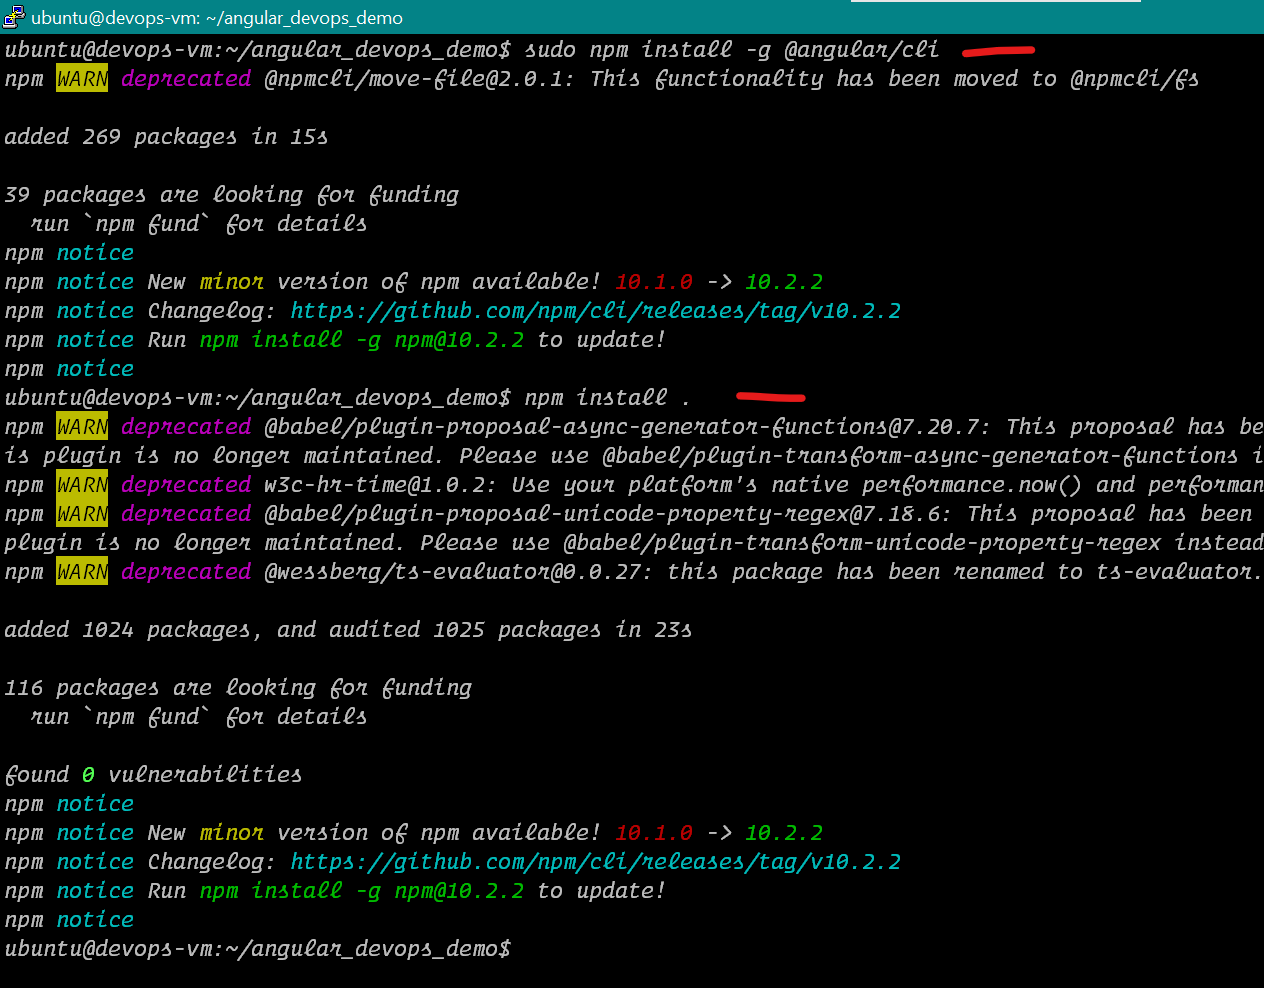 ubuntu@devops-vm: ~/angular_devops_demo
ubuntu@devops-vm:~/angular_devops_demo$ sudo npm install -g @angular/cli
npm WARN deprecated @npmcli/move-file@2.0.1: This functionality has been moved to @npmcli/fs
added 269 packages in 15s
39 packages are looking for funding
run `npm fund` for details
npm notice
npm notice New minor version of npm available! 10.1.0 -> 10.2.2
npm notice Changelog: https://github.com/npm/cli/releases/tag/v10.2.2
npm notice Run npm install -g npm@10.2.2 to update!
npm notice
ubuntu@devops-vm:~/angular_devops_demo$ npm install .
npm WARN deprecated @babel/plugin-proposal-async-generator-functions@7.20.7: This proposal has be
is plugin is no longer maintained. Please use @babel/plugin-transform-async-generator-functions i
npm WARN deprecated w3c-hr-time@1.0.2: Use your platform's native performance.now() and performan
npm WARN deprecated @babel/plugin-proposal-unicode-property-regex@7.18.6: This proposal has been
plugin is no longer maintained. Please use @babel/plugin-transform-unicode-property-regex instead
npm WARN deprecated @wessberg/ts-evaluator@0.0.27: this package has been renamed to ts-evaluator.
added 1024 packages, and audited 1025 packages in 23s
116 packages are looking for funding
run `npm fund` for details
found 0 vulnerabilities
npm notice
npm notice New minor version of npm available! 10.1.0 -> 10.2.2
npm notice Changelog: https://github.com/npm/cli/releases/tag/v10.2.2
npm notice Run npm install -g npm@10.2.2 to update!
npm notice
ubuntu@devops-vm:~/angular_devops_demo$